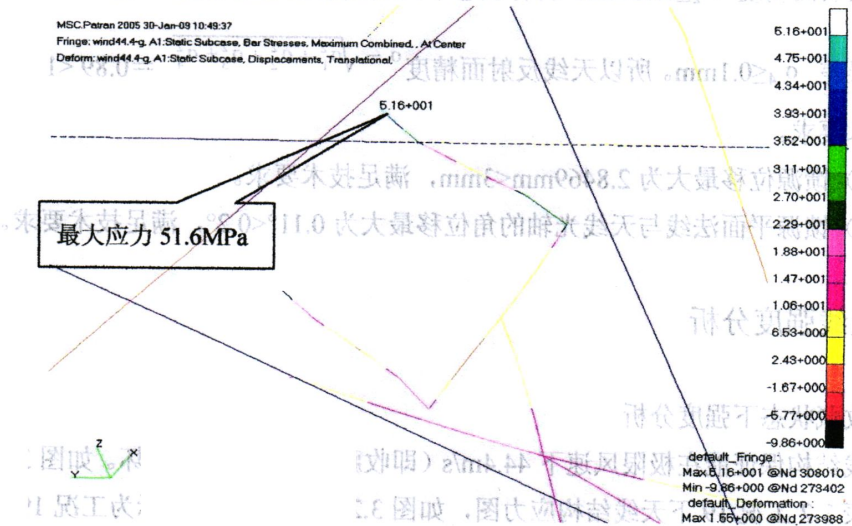 MSC.Patran 2005 30-Jan-09 10:49:37
Fringe: wind44.4-g, A1:Static Subcase, Bar Stresses, Maximum Combined, , At Center
Deform: wind44.4-g, A1:Static Subcase, Displacements, Translational,
5.16+001
最大应力 51.6MPa
5.16+001
4.75+001
4.34+001
3.93+001
3.52+001
3.11+001
2.70+001
2.29+001
1.88+001
1.47+001
1.06+001
6.53+000
2.43+000
-1.67+000
-5.77+000
-9.86+000
Z
X
Y
default_Fringe :
Max 5.16+001 @Nd 308010
Min -9.86+000 @Nd 273402
default_Deformation :
Max 1.55+000 @Nd 273988